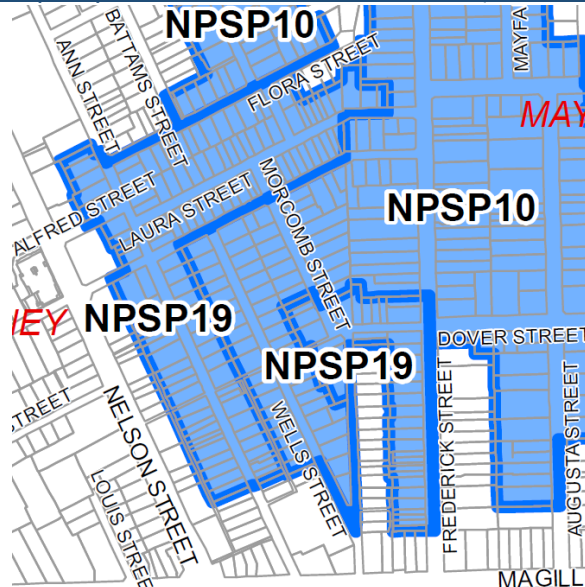 NPSP10
BATTAMS STREET
ANN STREET
FLORA STREET
MAYFA
MAY
ALFRED STREET
LAURA STREET
MORCOMB STREET
NPSP10
NEY
NPSP19
NPSP19
DOVER STREET
STREET
NELSON STREET
WELLS STREET
FREDERICK STREET
AUGUSTA STREET
LOUIS STREE
MAGILL